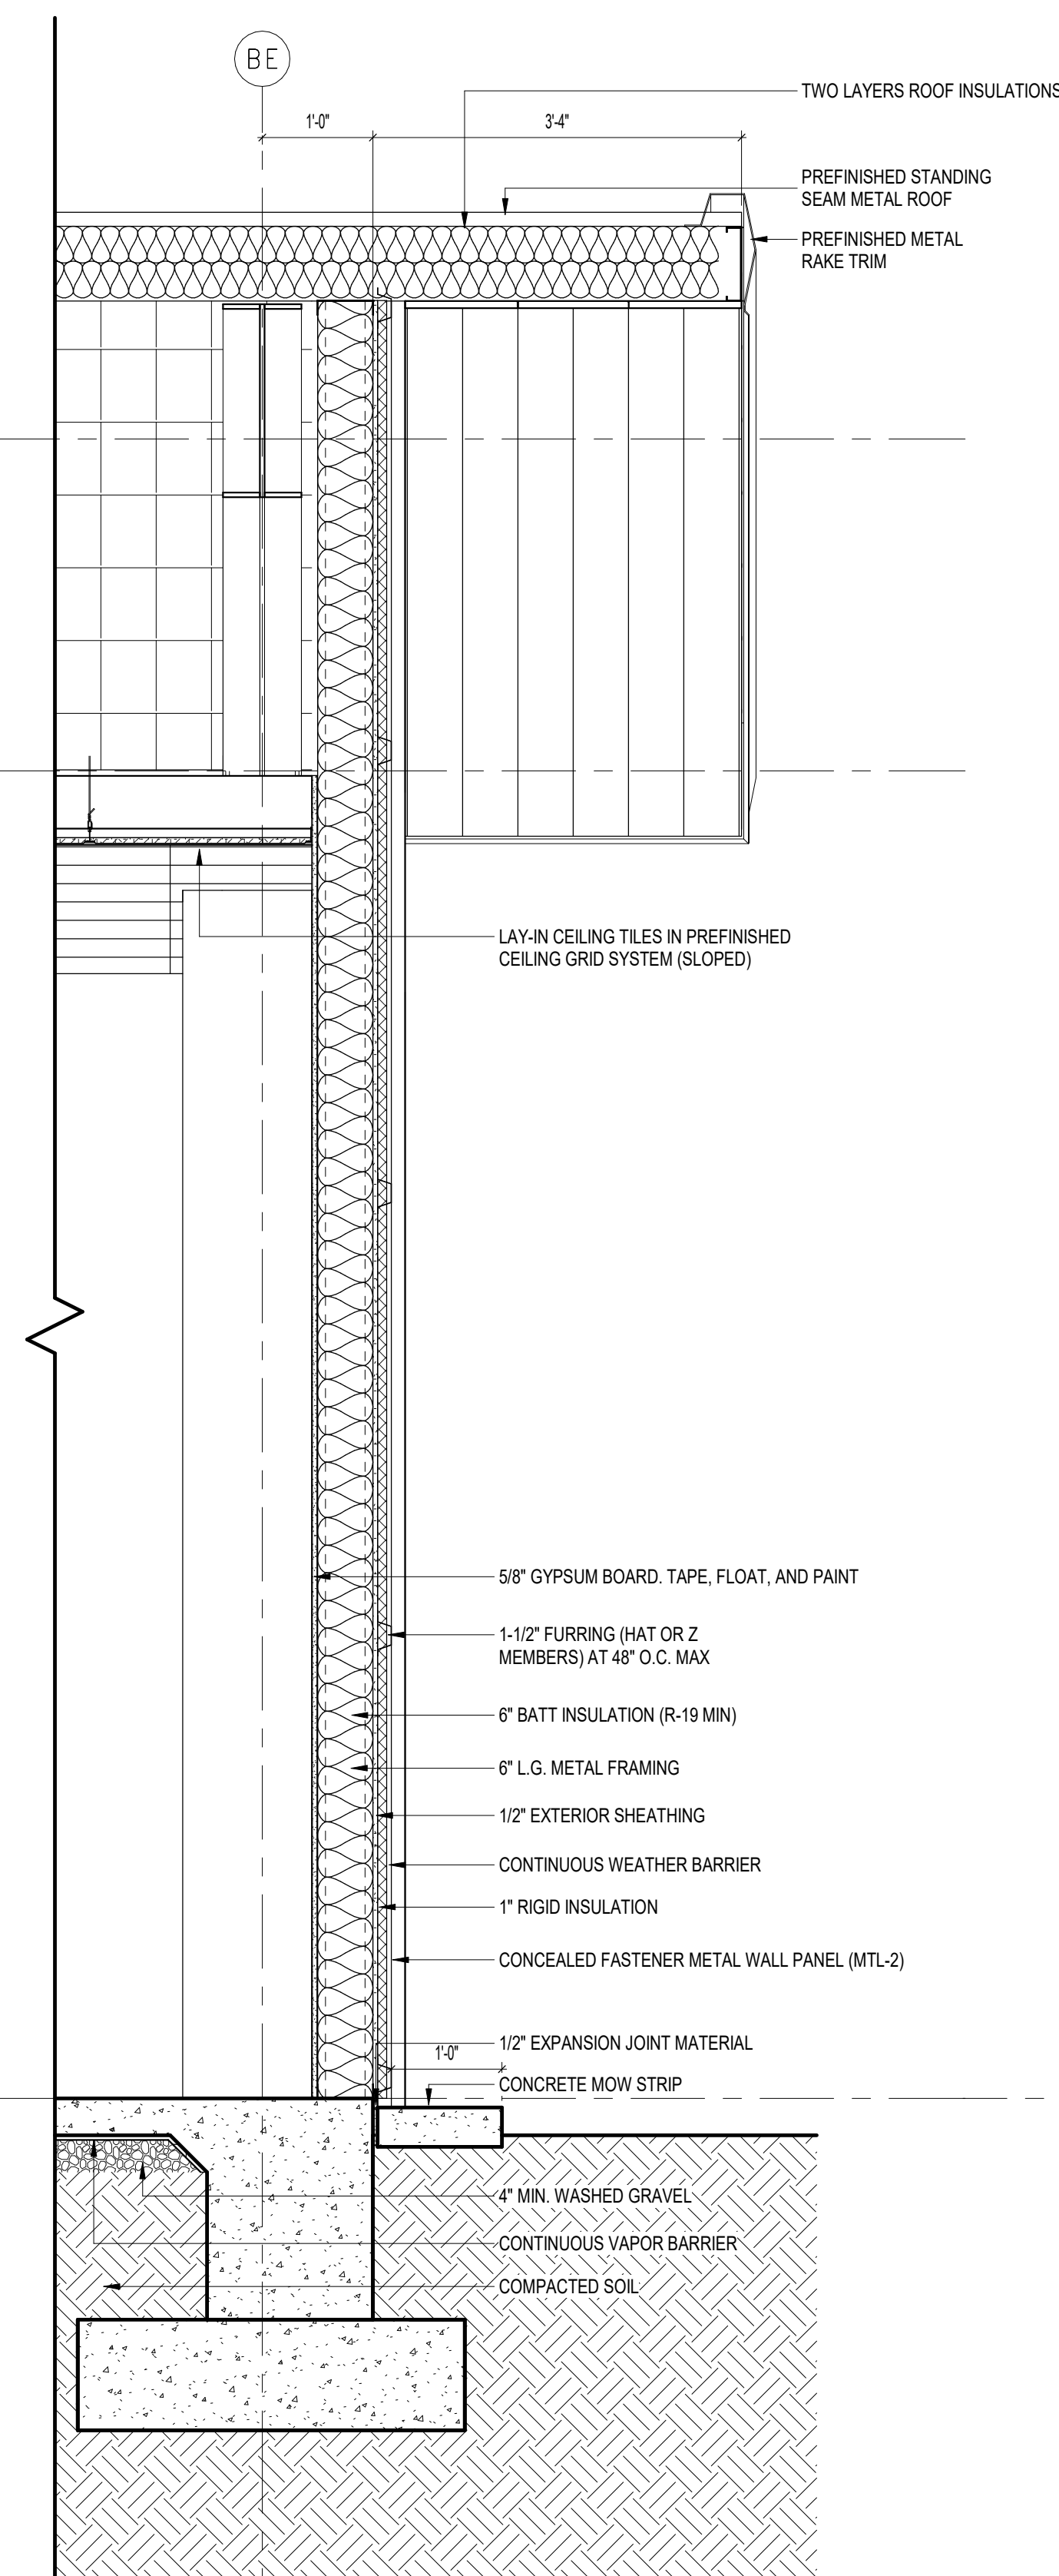 BE
TWO LAYERS ROOF INSULATIONS
1'-0"
3'-4"
PREFINISHED STANDING
SEAM METAL ROOF
PREFINISHED METAL
RAKE TRIM
LAY-IN CEILING TILES IN PREFINISHED
CEILING GRID SYSTEM (SLOPED)
5/8" GYPSUM BOARD. TAPE, FLOAT, AND PAINT
1-1/2" FURRING (HAT OR Z
MEMBERS) AT 48" O.C. MAX
6" BATT INSULATION (R-19 MIN)
6" L.G. METAL FRAMING
1/2" EXTERIOR SHEATHING
CONTINUOUS WEATHER BARRIER
1" RIGID INSULATION
CONCEALED FASTENER METAL WALL PANEL (MTL-2)
1/2" EXPANSION JOINT MATERIAL
1'-0"
CONCRETE MOW STRIP
4" MIN. WASHED GRAVEL
CONTINUOUS VAPOR BARRIER
COMPACTED SOIL